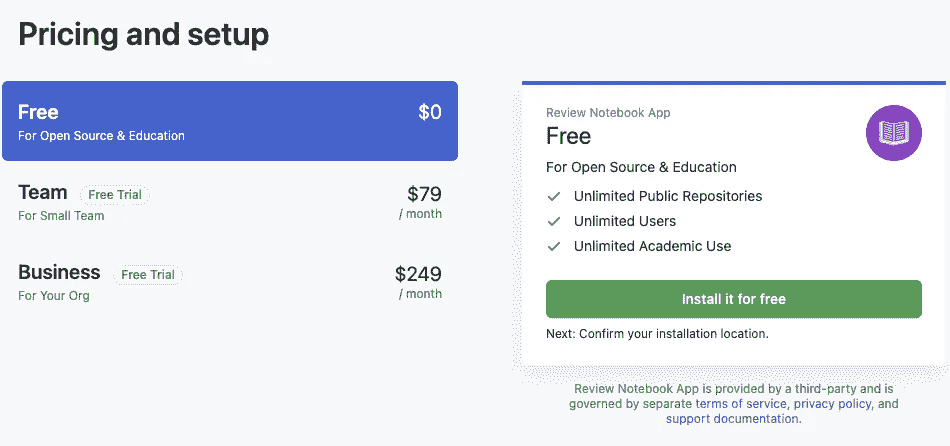 Pricing and setup
Free
$0
For Open Source & Education
Team
Free Trial
$79
For Small Team
/ month
Business
Free Trial
$249
For Your Org
/ month
Review Notebook App
Free
For Open Source & Education
Unlimited Public Repositories
Unlimited Users
Unlimited Academic Use
Install it for free
Next: Confirm your installation location.
Review Notebook App is provided by a third-party and is
governed by separate terms of service, privacy policy, and
support documentation.